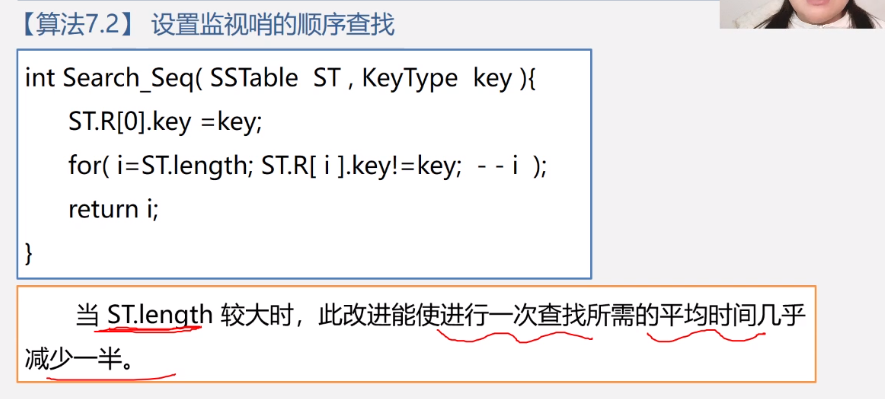 【算法7.2】 设置监视哨的顺序查找
int Search_Seq( SSTable ST , KeyType key ){
ST.R[0].key =key;
for( i=ST.length; ST.R[ i ].key!=key; - - i );
return i;
}
当 ST.length 较大时，此改进能使进行一次查找所需的平均时间几乎
减少一半。